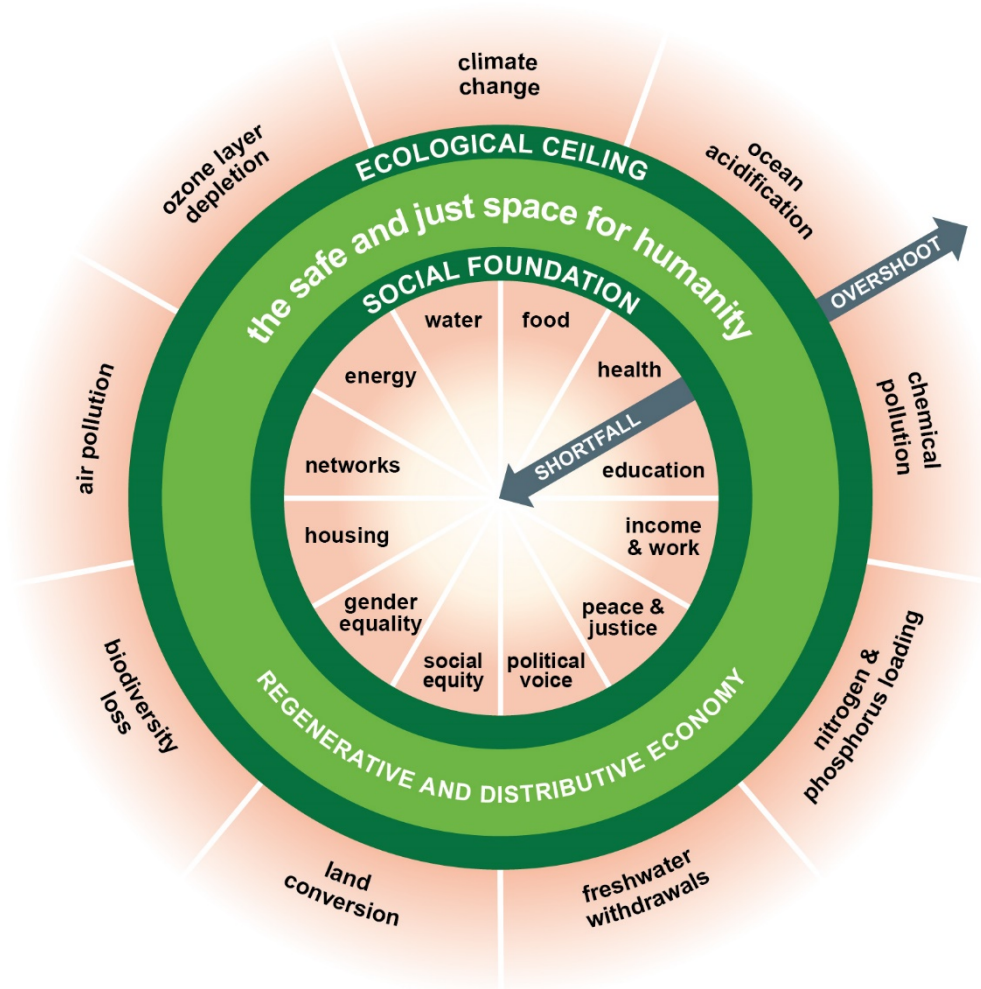 climate
change
ocean
acidification
OVERSHOOT
chemical
pollution
nitrogen &
phosphorus loading
freshwater
withdrawals
land
conversion
biodiversity
loss
air pollution
ozone layer
depletion
ECOLOGICAL CEILING
the safe and just space for humanity
SOCIAL FOUNDATION
water
food
health
SHORTFALL
education
income
& work
peace &
justice
political
voice
social
equity
gender
equality
housing
networks
energy
REGENERATIVE AND DISTRIBUTIVE ECONOMY